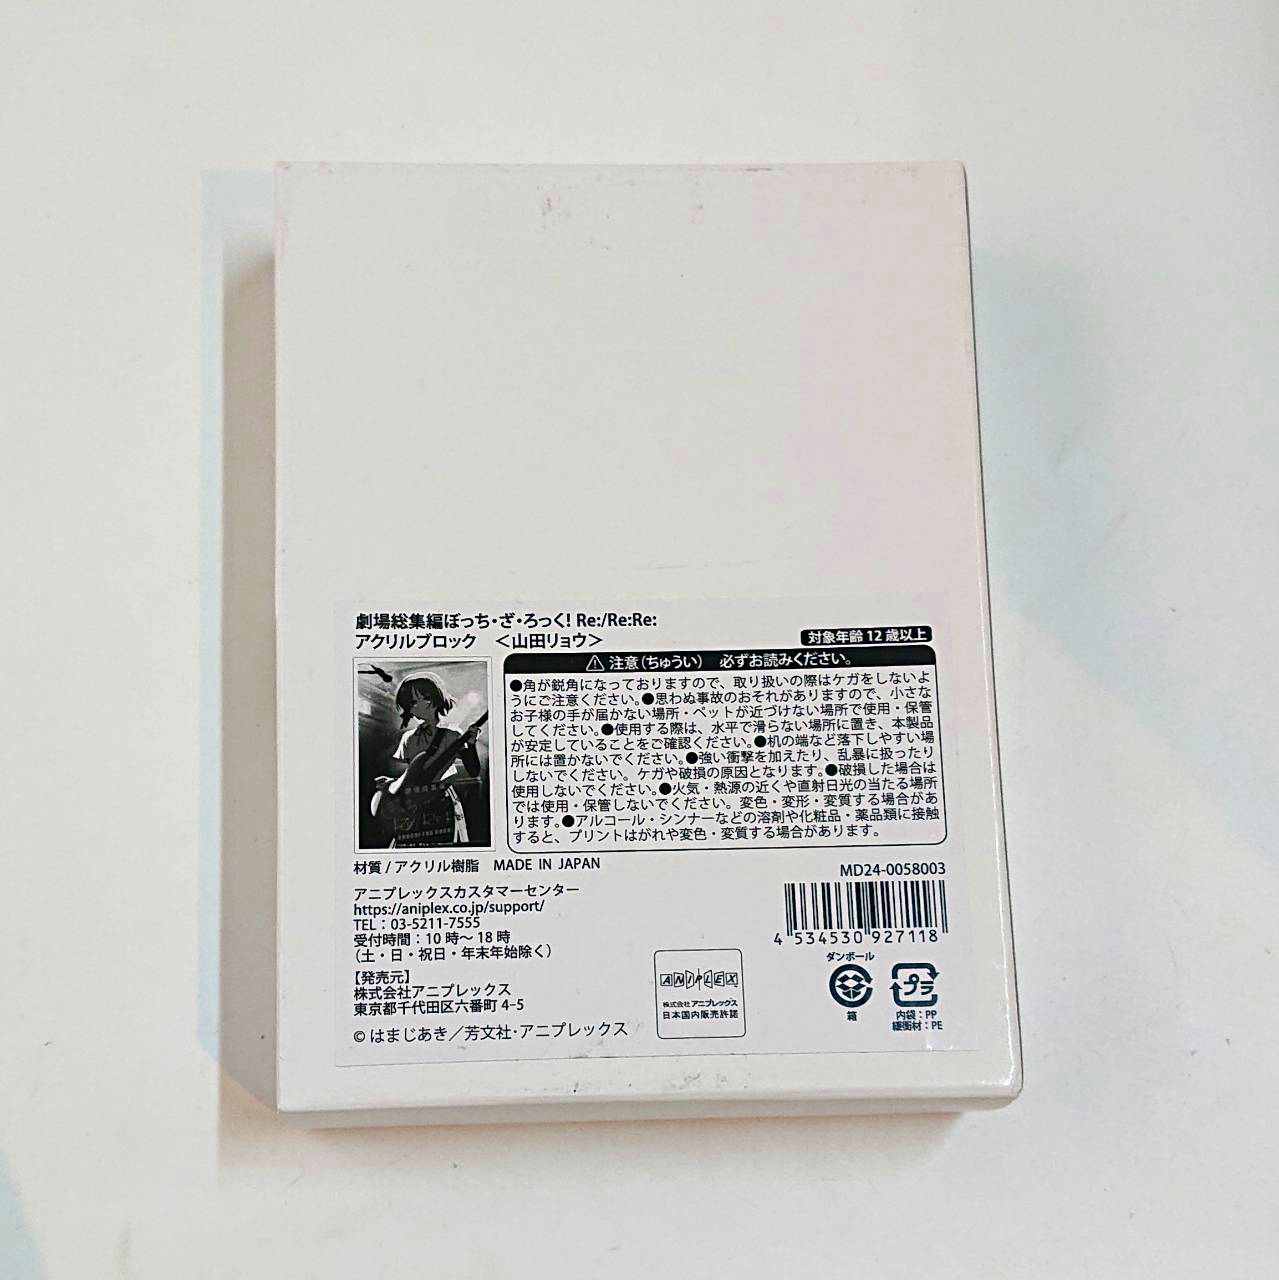 劇場総集編ぼっち・ざ・ろっく! Re:/Re:Re:
アクリルブロック <山田リョウ>
対象年齢12歳以上
⚠ 注意(ちゅうい) 必ずお読みください。
●角が鋭角になっておりますので、取り扱いの際はケガをしないよ
うにご注意ください。●思わぬ事故のおそれがありますので、小さな
お子様の手が届かない場所・ペットが近づけない場所で使用・保管
してください。●使用する際は、水平で滑らない場所に置き、本製品
が安定していることをご確認ください。●机の端など落下しやすい場
所には置かないでください。●強い衝撃を加えたり、乱暴に扱ったり
しないでください。ケガや破損の原因となります。●破損した場合は
使用しないでください。●火気・熱源の近くや直射日光の当たる場所
では使用・保管しないでください。変色・変形・変質する場合があ
ります。●アルコール・シンナーなどの溶剤や化粧品・薬品類に接触
すると、プリントはがれや変色・変質する場合があります。
材質/アクリル樹脂 MADE IN JAPAN
アニプレックスカスタマーセンター
https://aniplex.co.jp/support/
TEL:03-5211-7555
受付時間:10時〜18時
(土・日・祝日・年末年始除く)
【発売元】
株式会社アニプレックス
東京都千代田区六番町4-5
©はまじあき/芳文社・アニプレックス
MD24-0058003
4 534530 927118
ANIPLEX
株式会社アニプレックス
日本国内販売許諾
ダンボール
箱
プラ
内袋:PP
緩衝材:PE